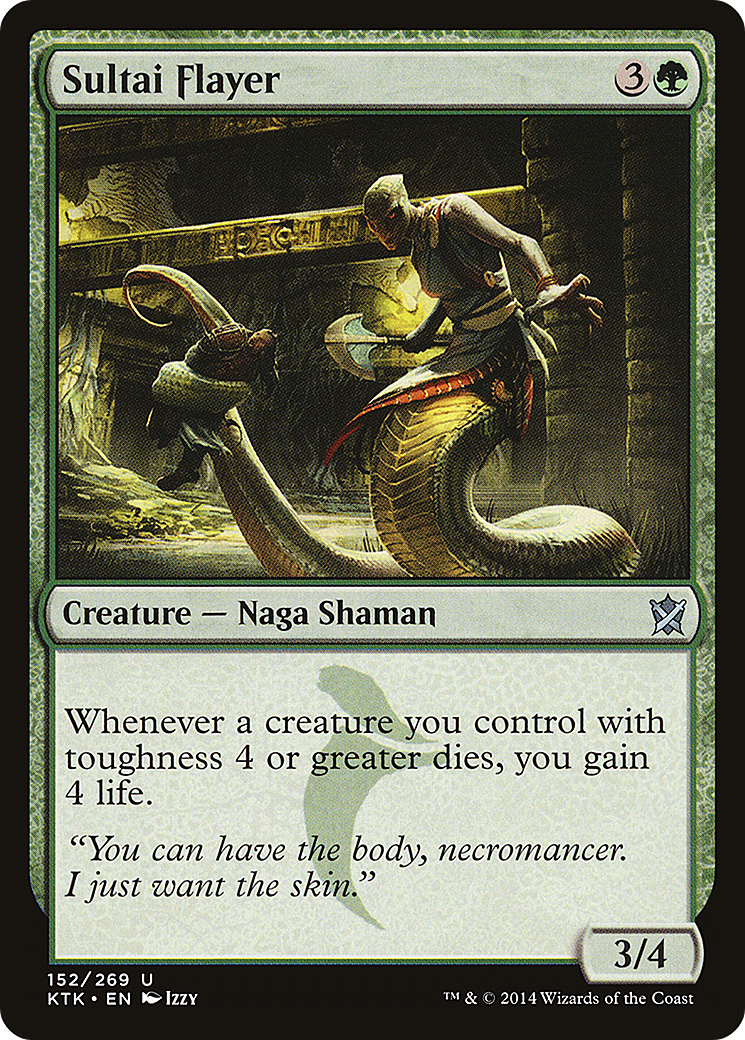 Sultai Flayer 3
Creature — Naga Shaman
Whenever a creature you control with
toughness 4 or greater dies, you gain
4 life.
“You can have the body, necromancer.
I just want the skin.”
3/4
152/269 U
KTK • EN Izzy
™ & © 2014 Wizards of the Coast